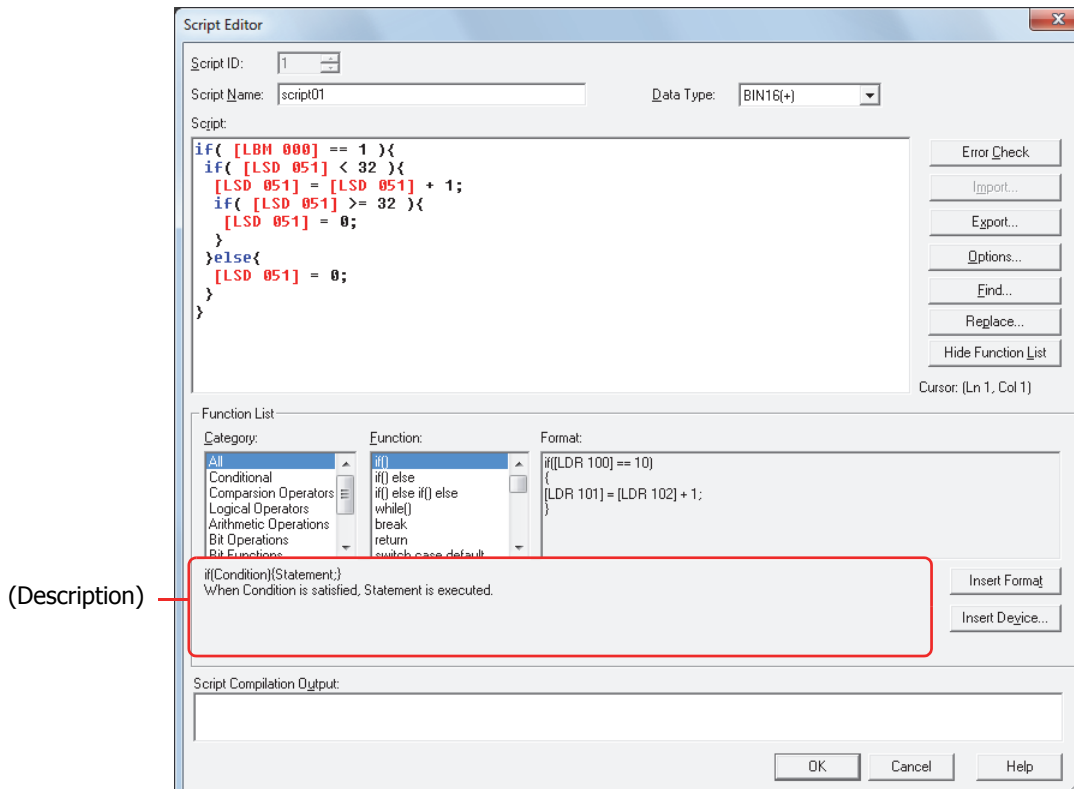 Script Editor
Script ID: 1
Script Name: script01 Data Type: BIN16(+)
Script:
if( [LBM 000] == 1 ){
if( [LSD 051] < 32 ){
[LSD 051] = [LSD 051] + 1;
if( [LSD 051] >= 32 ){
[LSD 051] = 0;
}
}else{
[LSD 051] = 0;
}
}
Error Check
Import...
Export...
Options...
Find...
Replace...
Hide Function List
Cursor: (Ln 1, Col 1)
Function List
Category: Function: Format:
All
Conditional
Comparsion Operators
Logical Operators
Arithmetic Operations
Bit Operations
Bit Functions
if()
if() else
if() else if() else
while()
break
return
switch case default
if([LDR 100] == 10)
{
[LDR 101] = [LDR 102] + 1;
}
(Description)
if(Condition){Statement;}
When Condition is satisfied, Statement is executed.
Insert Format
Insert Device...
Script Compilation Output:
OK Cancel Help